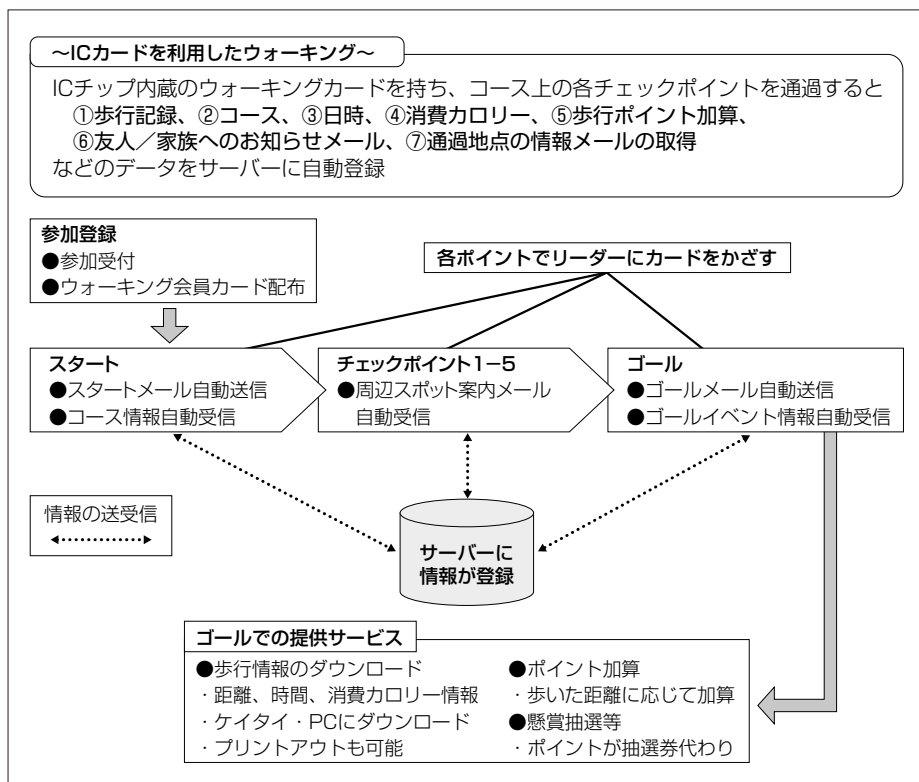 ～ICカードを利用したウォーキング～
ICチップ内蔵のウォーキングカードを持ち、コース上の各チェックポイントを通過すると
①歩行記録、②コース、③日時、④消費カロリー、⑤歩行ポイント加算、
⑥友人／家族へのお知らせメール、⑦通過地点の情報メールの取得
などのデータをサーバーに自動登録
参加登録
●参加受付
●ウォーキング会員カード配布
各ポイントでリーダーにカードをかざす
スタート
●スタートメール自動送信
●コース情報自動受信
チェックポイント1−5
●周辺スポット案内メール
自動受信
ゴール
●ゴールメール自動送信
●ゴールイベント情報自動受信
情報の送受信
サーバーに
情報が登録
ゴールでの提供サービス
●歩行情報のダウンロード
・距離、時間、消費カロリー情報
・ケイタイ・PCにダウンロード
・プリントアウトも可能
●ポイント加算
・歩いた距離に応じて加算
●懸賞抽選等
・ポイントが抽選券代わり